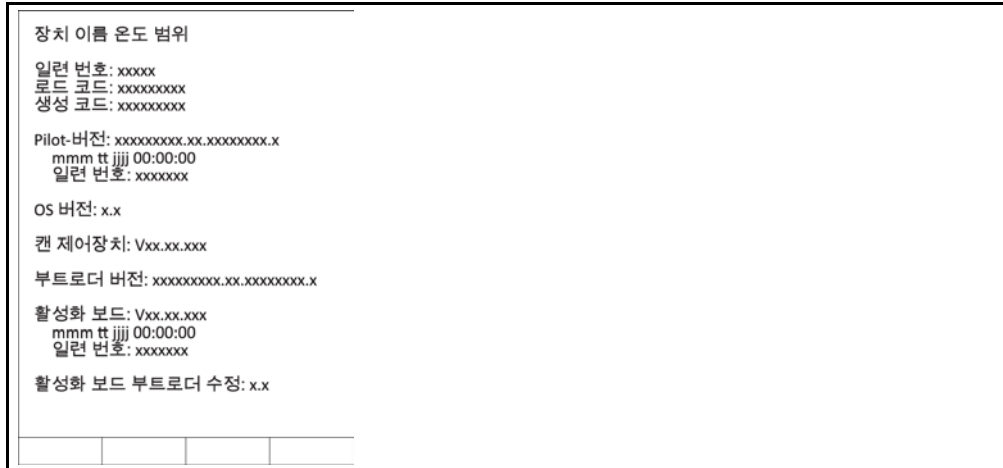 장치 이름 온도 범위
일련 번호: xxxxx
로드 코드: xxxxxxxxx
생성 코드: xxxxxxxxx
Pilot-버전: xxxxxxxxx.xx.xxxxxxxx.x
mmm tt jjjj 00:00:00
일련 번호: xxxxxxx
OS 버전: x.x
캔 제어장치: Vxx.xx.xxx
부트로더 버전: xxxxxxxxx.xx.xxxxxxxx.x
활성화 보드: Vxx.xx.xxx
mmm tt jjjj 00:00:00
일련 번호: xxxxxxx
활성화 보드 부트로더 수정: x.x